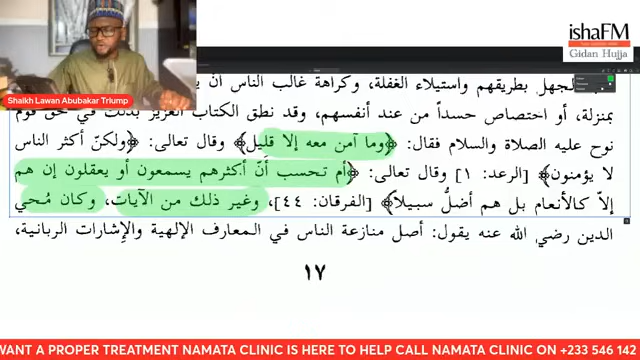 ishaFM
Gidan Hujja
Shaikh Lawan Abubakar Triump
الجهل بطريقهم واستيلاء الغفلة، وكراهة غالب الناس أن
بمنزلة، أو اختصاص حسداً من عند أنفسهم، وقد نطق الكتاب العزيز بذلك في حق قوم
نوح عليه الصلاة والسلام فقال: ﴿وما آمن معه إلا قليل﴾ وقال تعالى: ﴿ولكنّ أكثر الناس
لا يؤمنون﴾ [الرعد: ١] وقال تعالى: ﴿أم تحسب أنّ أكثرهم يسمعون أو يعقلون إن هم
إلاّ كالأنعام بل هم أضلُّ سبيلاً﴾ [الفرقان: ٤٤]، وغير ذلك من الآيات، وكان مُحي
الدين رضي الله عنه يقول: أصل منازعة الناس في المعارف الإلهية والإشارات الربانية،
١٧
WANT A PROPER TREATMENT NAMATA CLINIC IS HERE TO HELP CALL NAMATA CLINIC ON +233 546 142